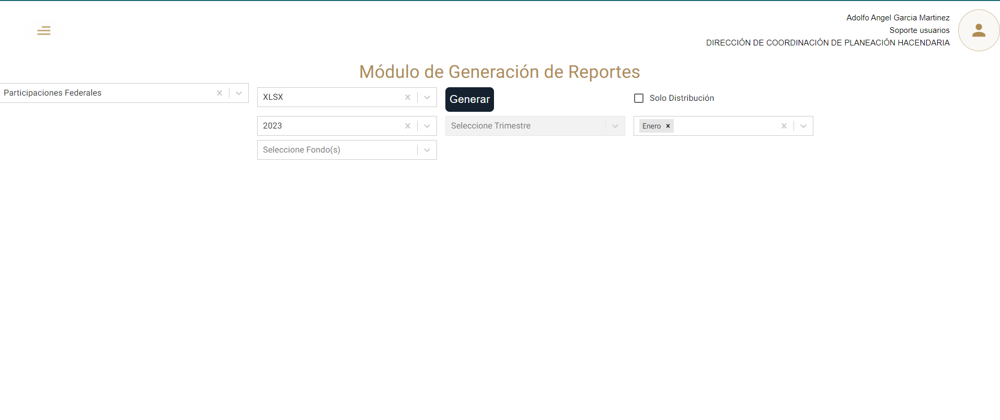 Adolfo Angel Garcia Martinez
Soporte usuarios
DIRECCIÓN DE COORDINACIÓN DE PLANEACIÓN HACENDARIA
Módulo de Generación de Reportes
Participaciones Federales
XLSX
Generar
Solo Distribución
2023
Seleccione Trimestre
Enero
Seleccione Fondo(s)